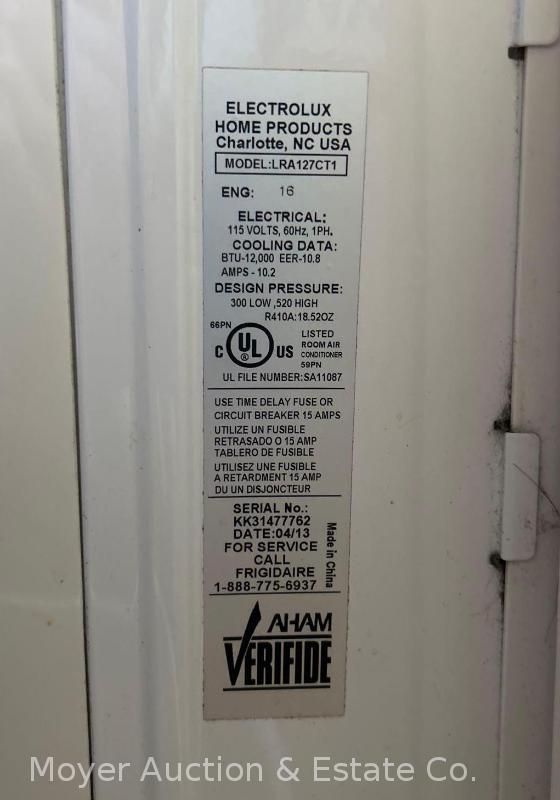 ELECTROLUX
HOME PRODUCTS
Charlotte, NC USA
MODEL:LRA127CT1
ENG: 16
ELECTRICAL:
115 VOLTS, 60Hz, 1PH.
COOLING DATA:
BTU-12,000 EER-10.8
AMPS - 10.2
DESIGN PRESSURE:
300 LOW ,520 HIGH
R410A:18.52OZ
66PN
C UL US
®
LISTED
ROOM AIR
CONDITIONER
59PN
UL FILE NUMBER:SA11087
USE TIME DELAY FUSE OR
CIRCUIT BREAKER 15 AMPS
UTILIZE UN FUSIBLE
RETRASADO O 15 AMP
TABLERO DE FUSIBLE
UTILISEZ UNE FUSIBLE
A RETARDMENT 15 AMP
DU UN DISJONCTEUR
SERIAL No.:
KK31477762
DATE:04/13
FOR SERVICE
CALL
FRIGIDAIRE
1-888-775-6937
Made in China
AHAM
VERIFIDE
Moyer Auction & Estate Co.